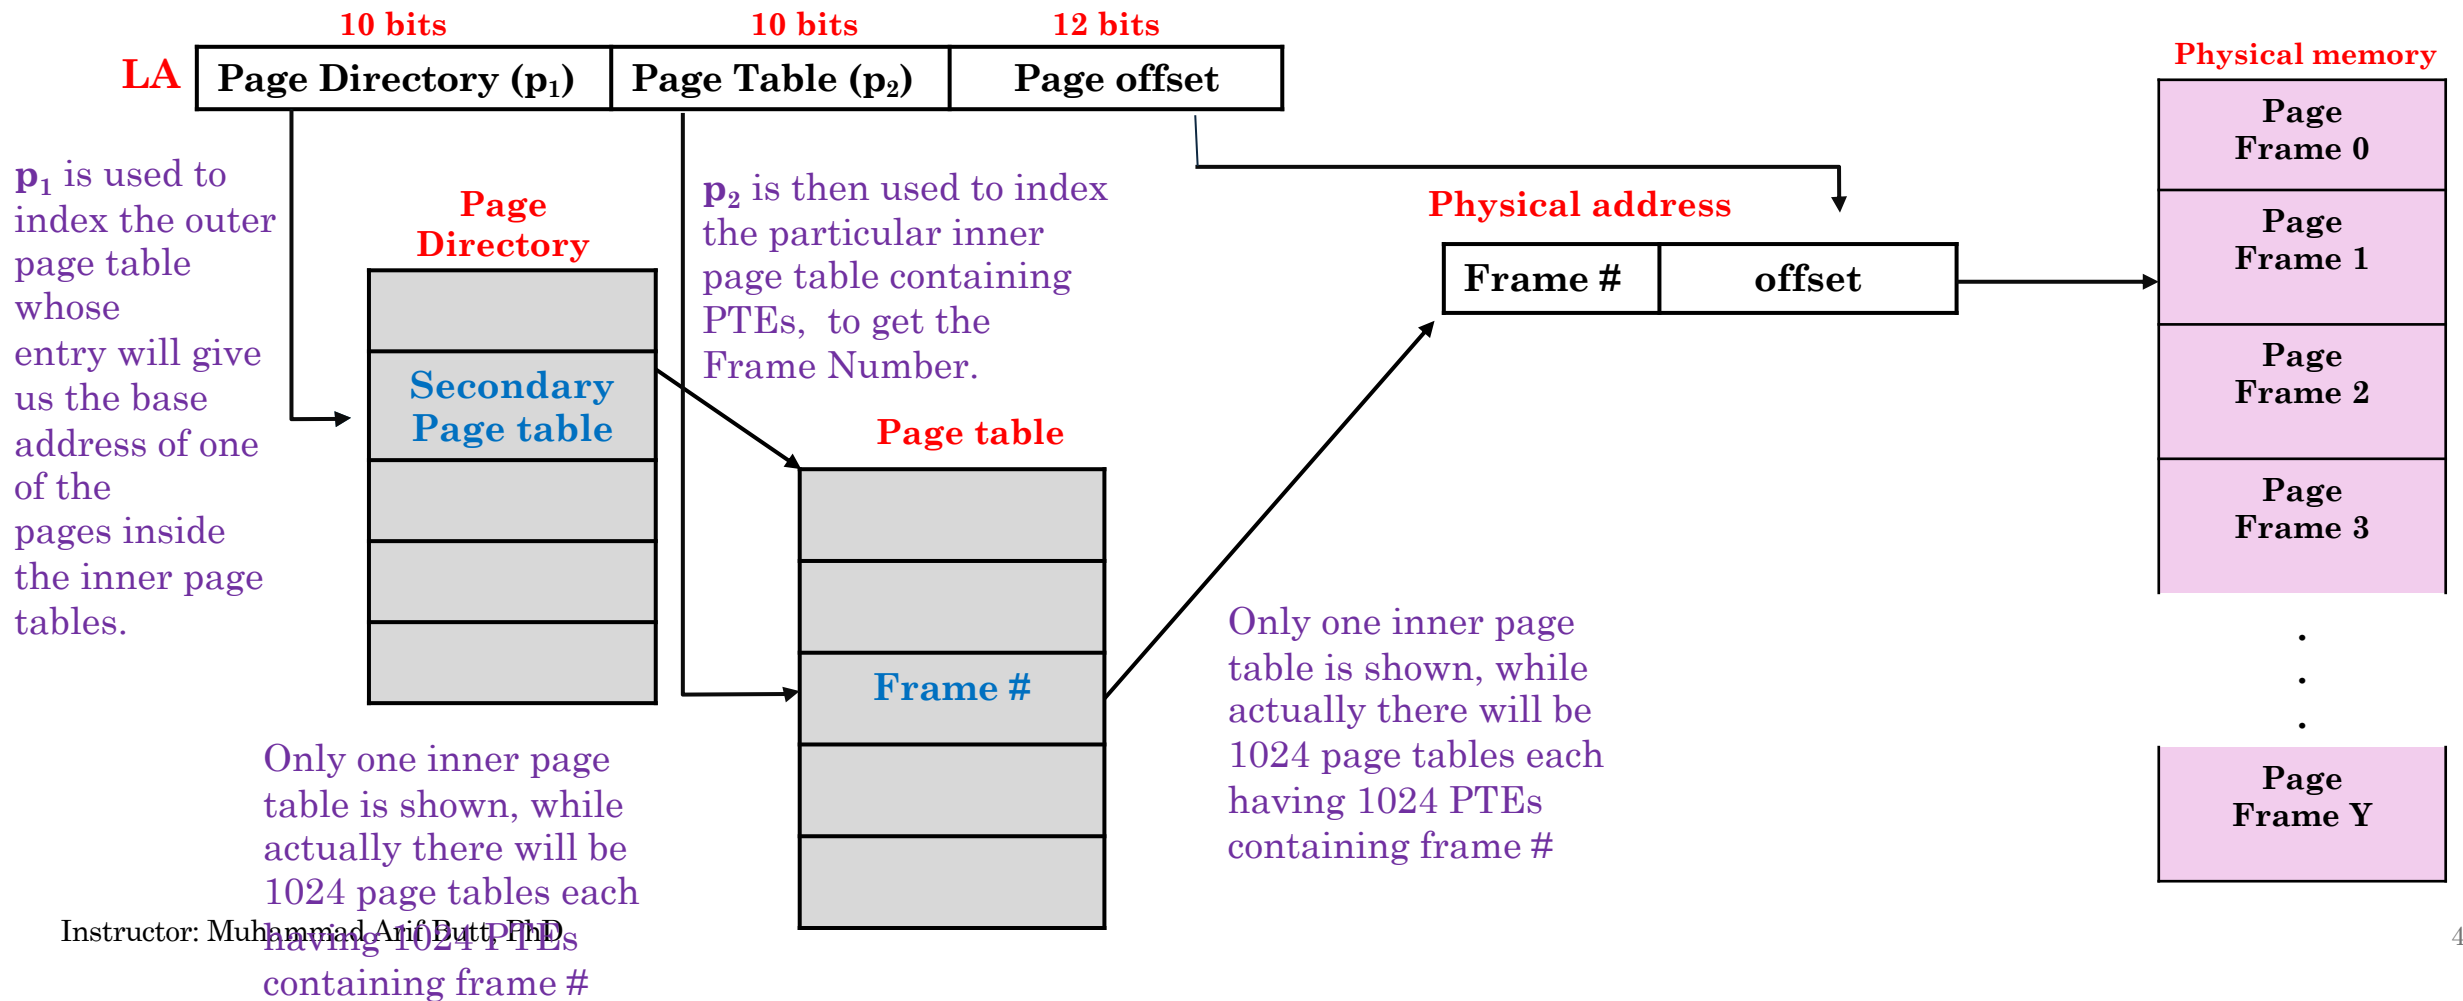 10 bits
10 bits
12 bits
LA
Page Directory (p₁)
Page Table (p₂)
Page offset
p₁ is used to
index the outer
page table
whose
entry will give
us the base
address of one
of the
pages inside
the inner page
tables.
Page
Directory
Secondary
Page table
p₂ is then used to index
the particular inner
page table containing
PTEs, to get the
Frame Number.
Page table
Frame #
Physical address
Frame #
offset
Physical memory
Page
Frame 0
Page
Frame 1
Page
Frame 2
Page
Frame 3
.
.
.
Page
Frame Y
Only one inner page
table is shown, while
actually there will be
1024 page tables each
having 1024 PTEs
containing frame #
Only one inner page
table is shown, while
actually there will be
1024 page tables each
having 1024 PTEs
containing frame #
Instructor: Muhammad Arif Butt, PhD
4